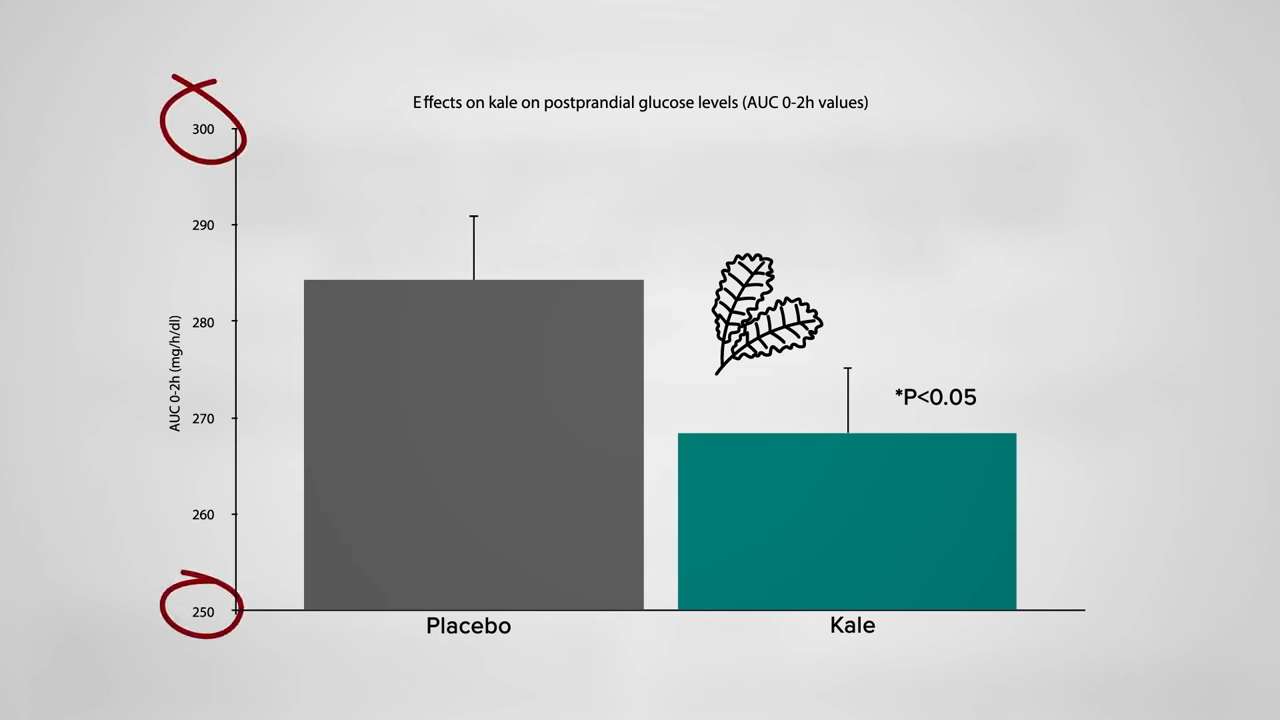 Effects on kale on postprandial glucose levels (AUC 0-2h values)
300
290
280
270
260
250
AUC 0-2h (mg/h/dl)
*P<0.05
Placebo
Kale